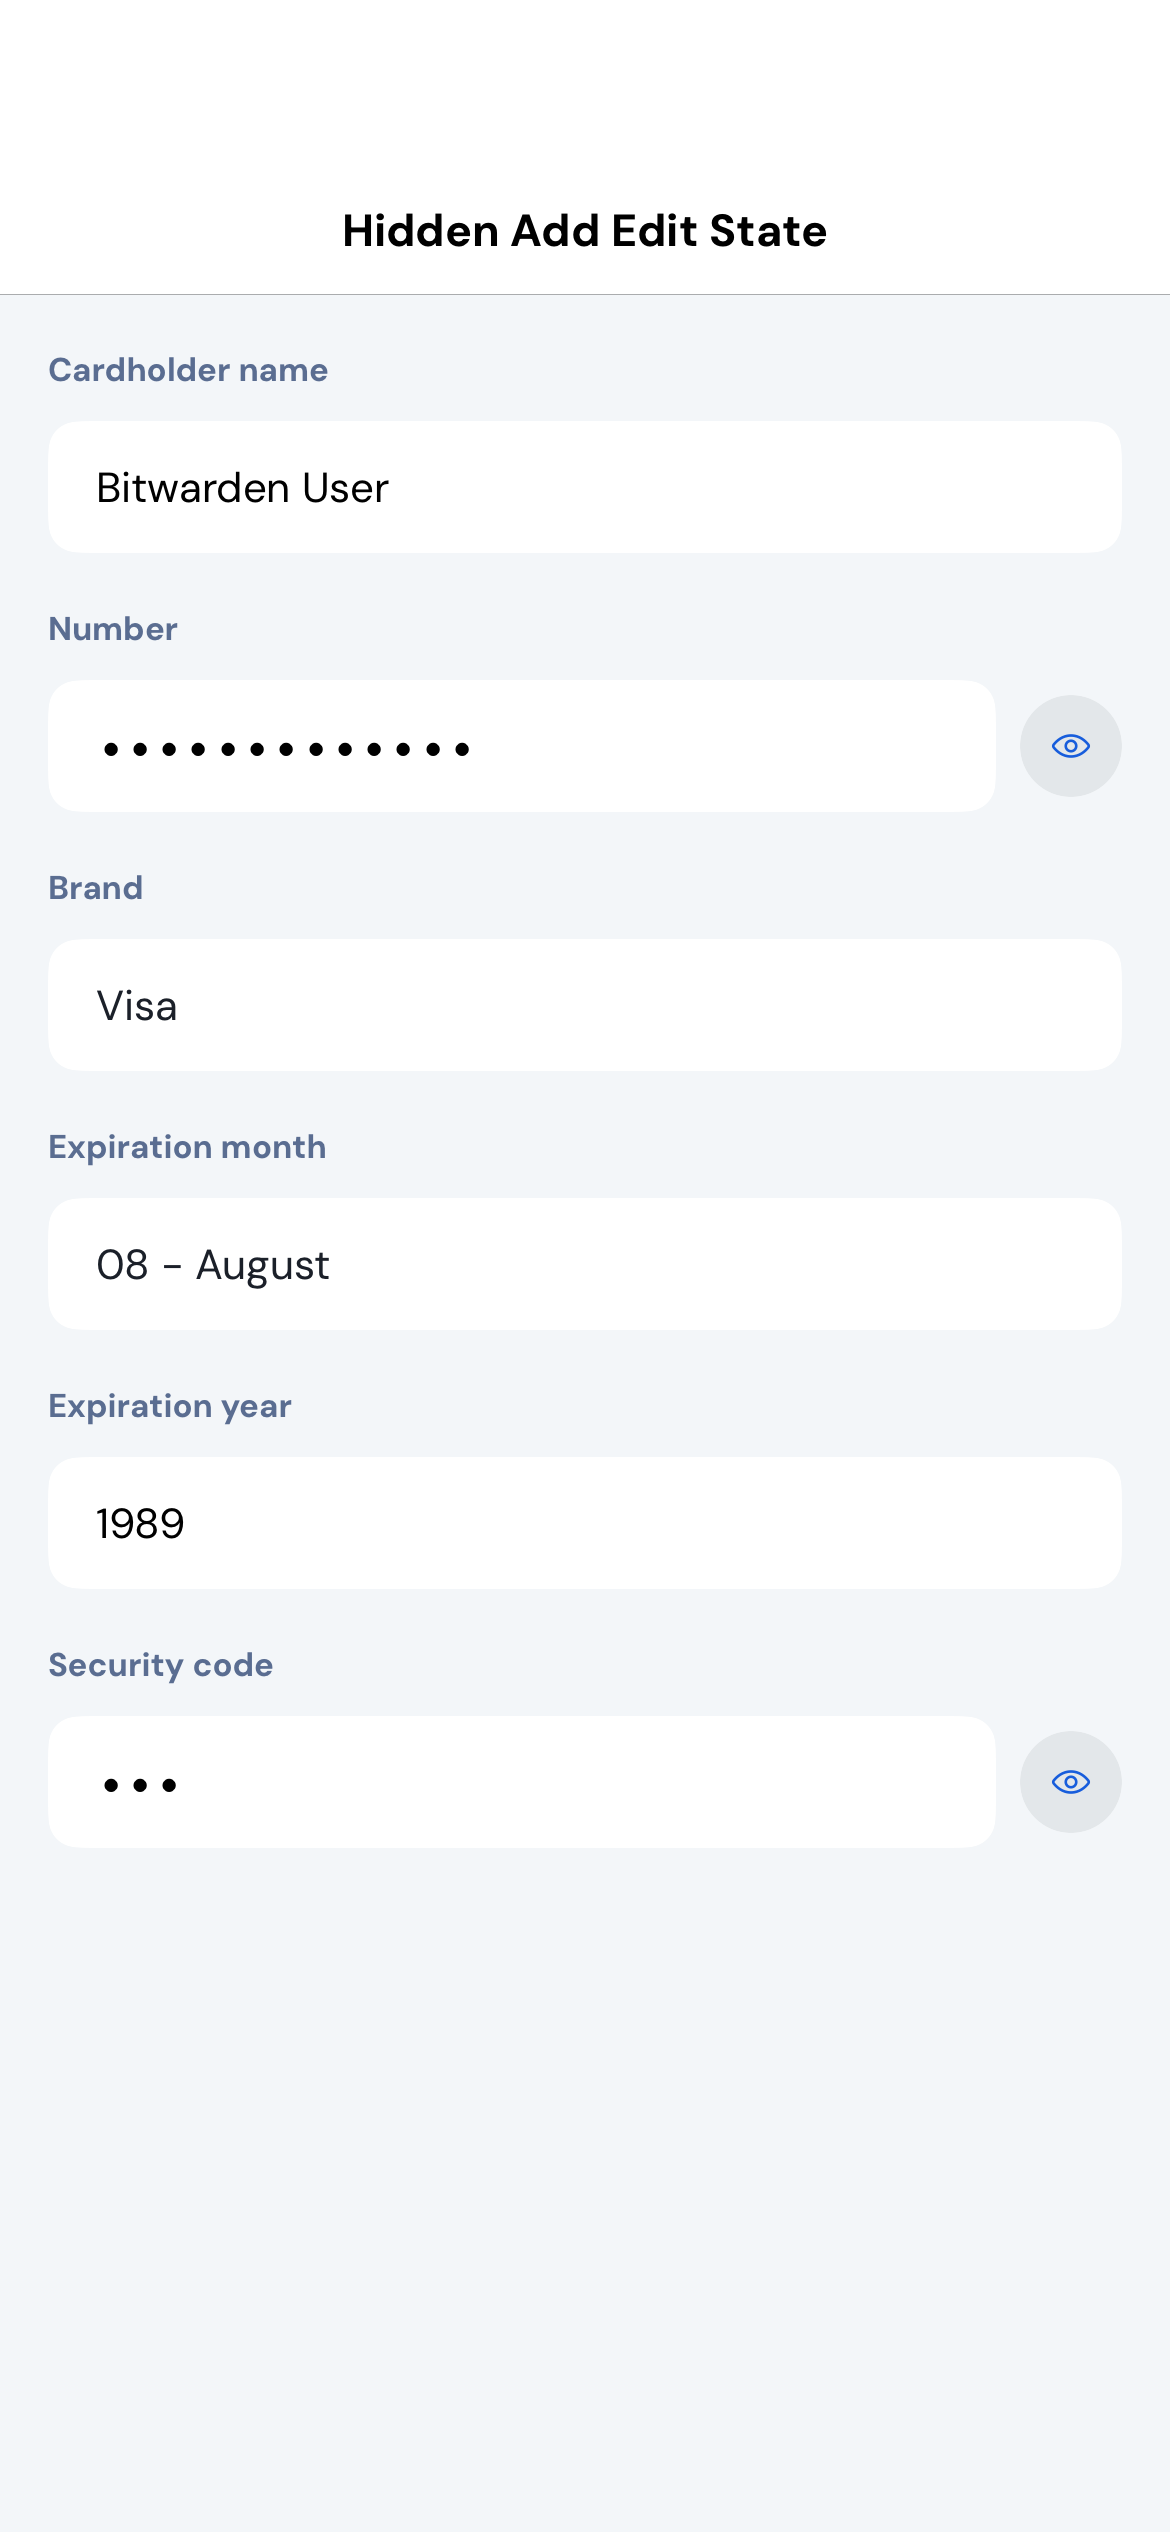 Hidden Add Edit State
Cardholder name
Bitwarden User
Number
•••••••••••••
Brand
Visa
Expiration month
08 - August
Expiration year
1989
Security code
•••